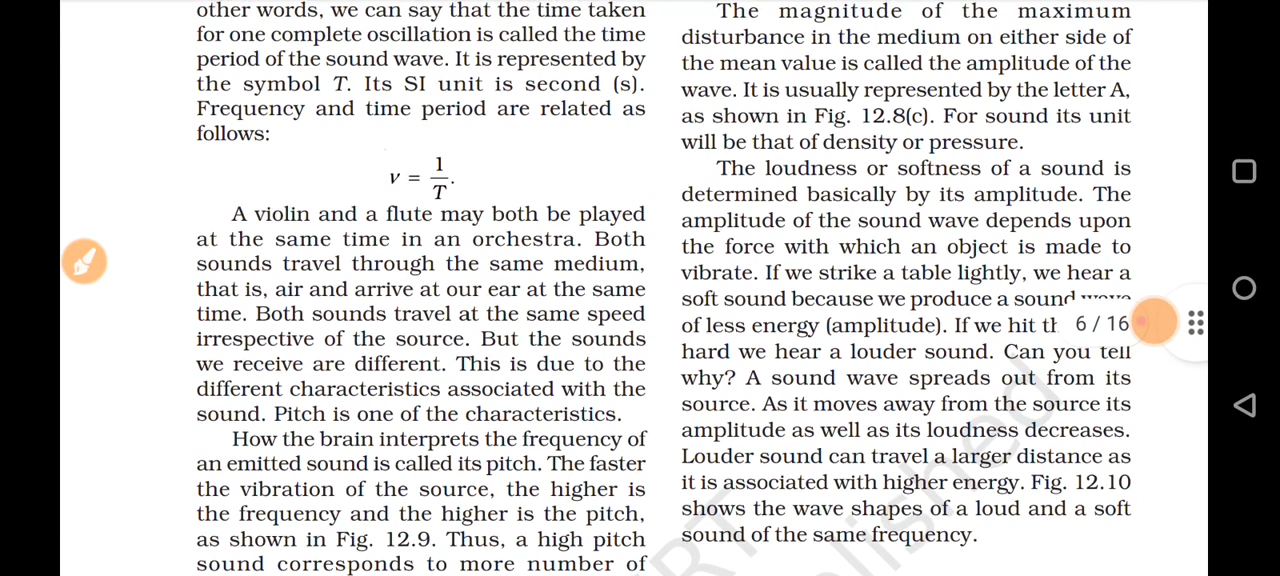 other words, we can say that the time taken
for one complete oscillation is called the time
period of the sound wave. It is represented by
the symbol T. Its SI unit is second (s).
Frequency and time period are related as
follows:
ν = 1/T.
A violin and a flute may both be played
at the same time in an orchestra. Both
sounds travel through the same medium,
that is, air and arrive at our ear at the same
time. Both sounds travel at the same speed
irrespective of the source. But the sounds
we receive are different. This is due to the
different characteristics associated with the
sound. Pitch is one of the characteristics.
How the brain interprets the frequency of
an emitted sound is called its pitch. The faster
the vibration of the source, the higher is
the frequency and the higher is the pitch,
as shown in Fig. 12.9. Thus, a high pitch
sound corresponds to more number of
The magnitude of the maximum
disturbance in the medium on either side of
the mean value is called the amplitude of the
wave. It is usually represented by the letter A,
as shown in Fig. 12.8(c). For sound its unit
will be that of density or pressure.
The loudness or softness of a sound is
determined basically by its amplitude. The
amplitude of the sound wave depends upon
the force with which an object is made to
vibrate. If we strike a table lightly, we hear a
soft sound because we produce a sound wave
of less energy (amplitude). If we hit
hard we hear a louder sound. Can you tell
why? A sound wave spreads out from its
source. As it moves away from the source its
amplitude as well as its loudness decreases.
Louder sound can travel a larger distance as
it is associated with higher energy. Fig. 12.10
shows the wave shapes of a loud and a soft
sound of the same frequency.
6 / 16